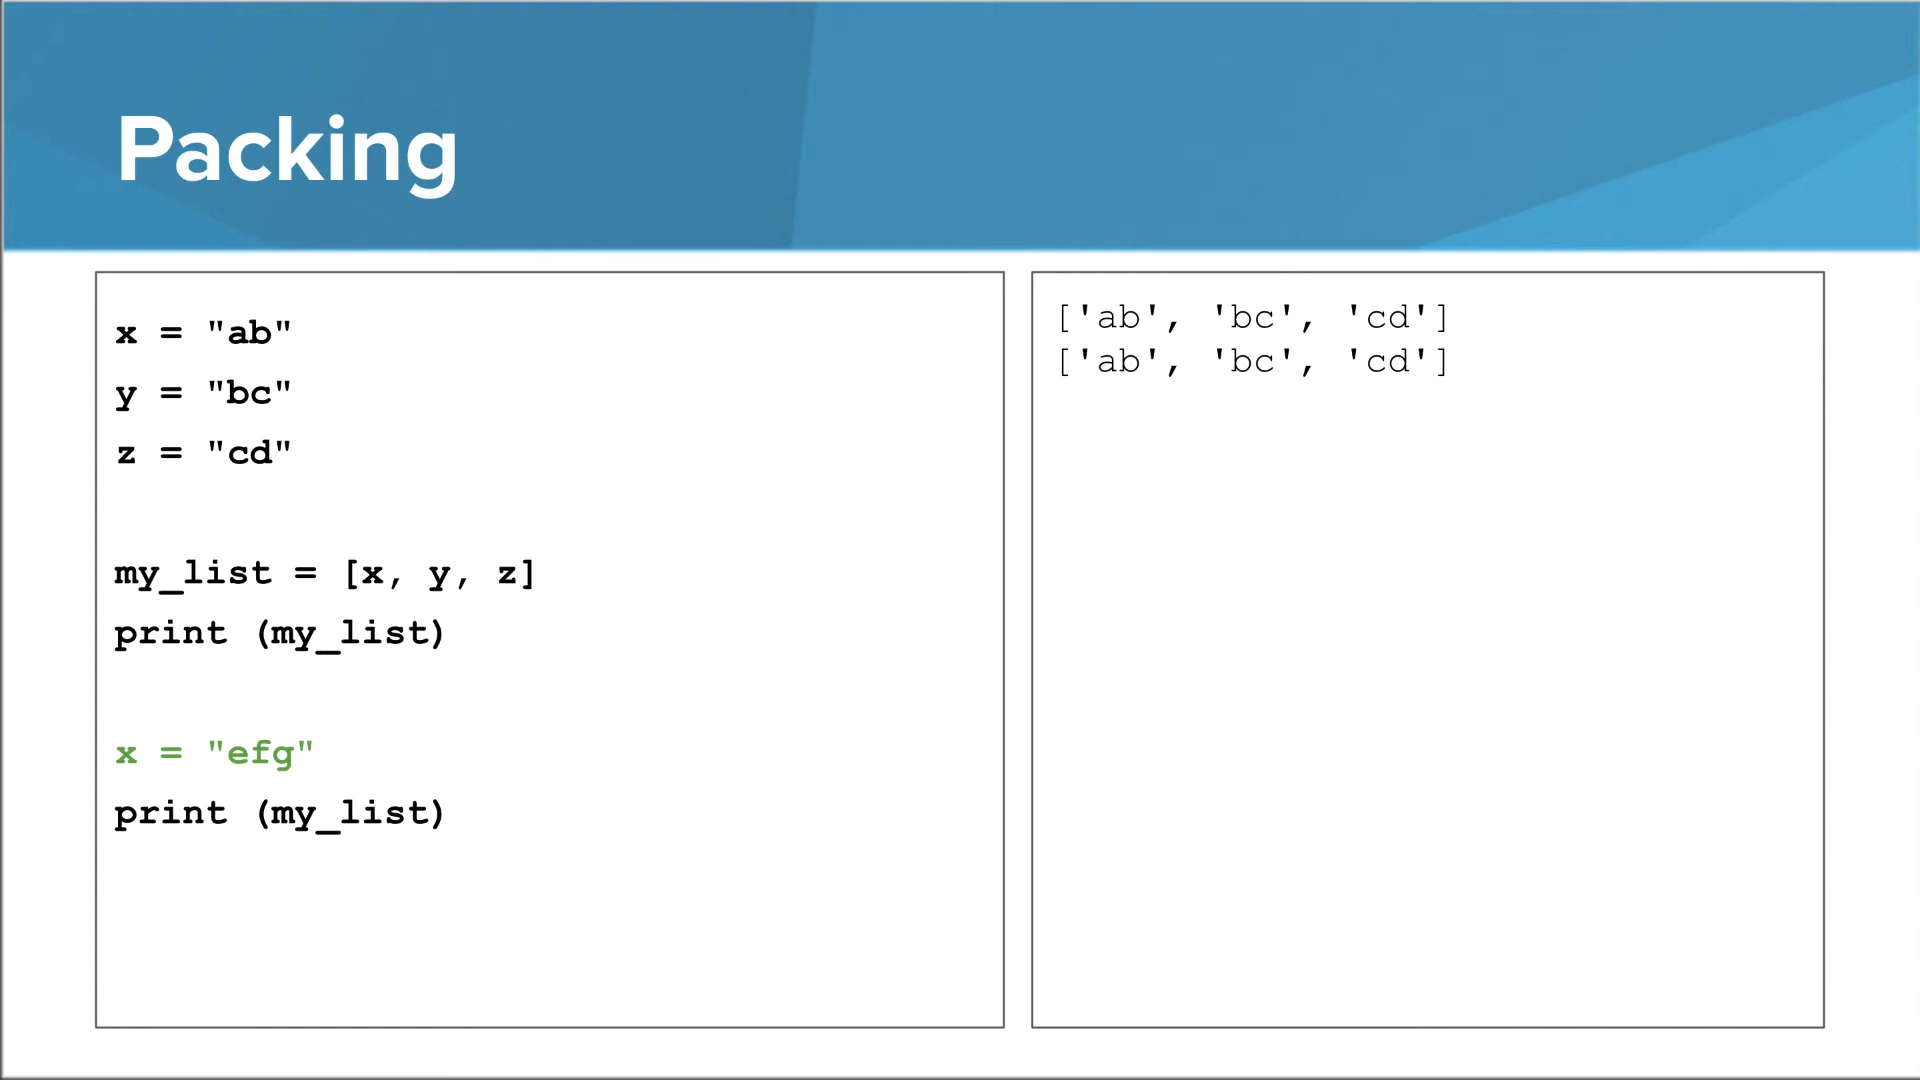 Packing
x = "ab"
y = "bc"
z = "cd"
my_list = [x, y, z]
print (my_list)
x = "efg"
print (my_list)
['ab', 'bc', 'cd']
['ab', 'bc', 'cd']